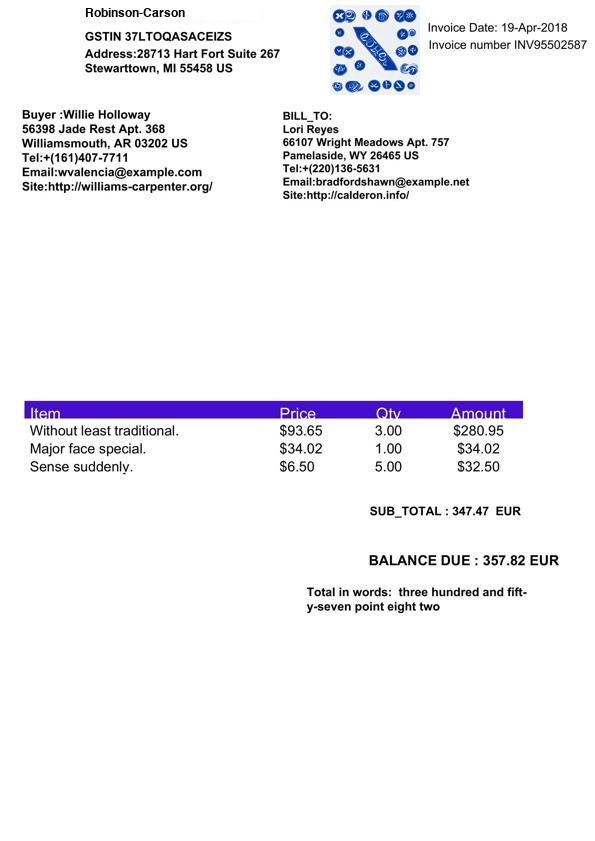 Robinson-Carson
GSTIN 37LTOQASACEIZS
Address:28713 Hart Fort Suite 267
Stewarttown, MI 55458 US
Invoice Date: 19-Apr-2018
Invoice number INV95502587
Buyer :Willie Holloway
56398 Jade Rest Apt. 368
Williamsmouth, AR 03202 US
Tel:+(161)407-7711
Email:wvalencia@example.com
Site:http://williams-carpenter.org/
BILL_TO:
Lori Reyes
66107 Wright Meadows Apt. 757
Pamelaside, WY 26465 US
Tel:+(220)136-5631
Email:bradfordshawn@example.net
Site:http://calderon.info/
Item Price Qty Amount
Without least traditional. $93.65 3.00 $280.95
Major face special. $34.02 1.00 $34.02
Sense suddenly. $6.50 5.00 $32.50
SUB_TOTAL : 347.47 EUR
BALANCE DUE : 357.82 EUR
Total in words: three hundred and fift-
y-seven point eight two